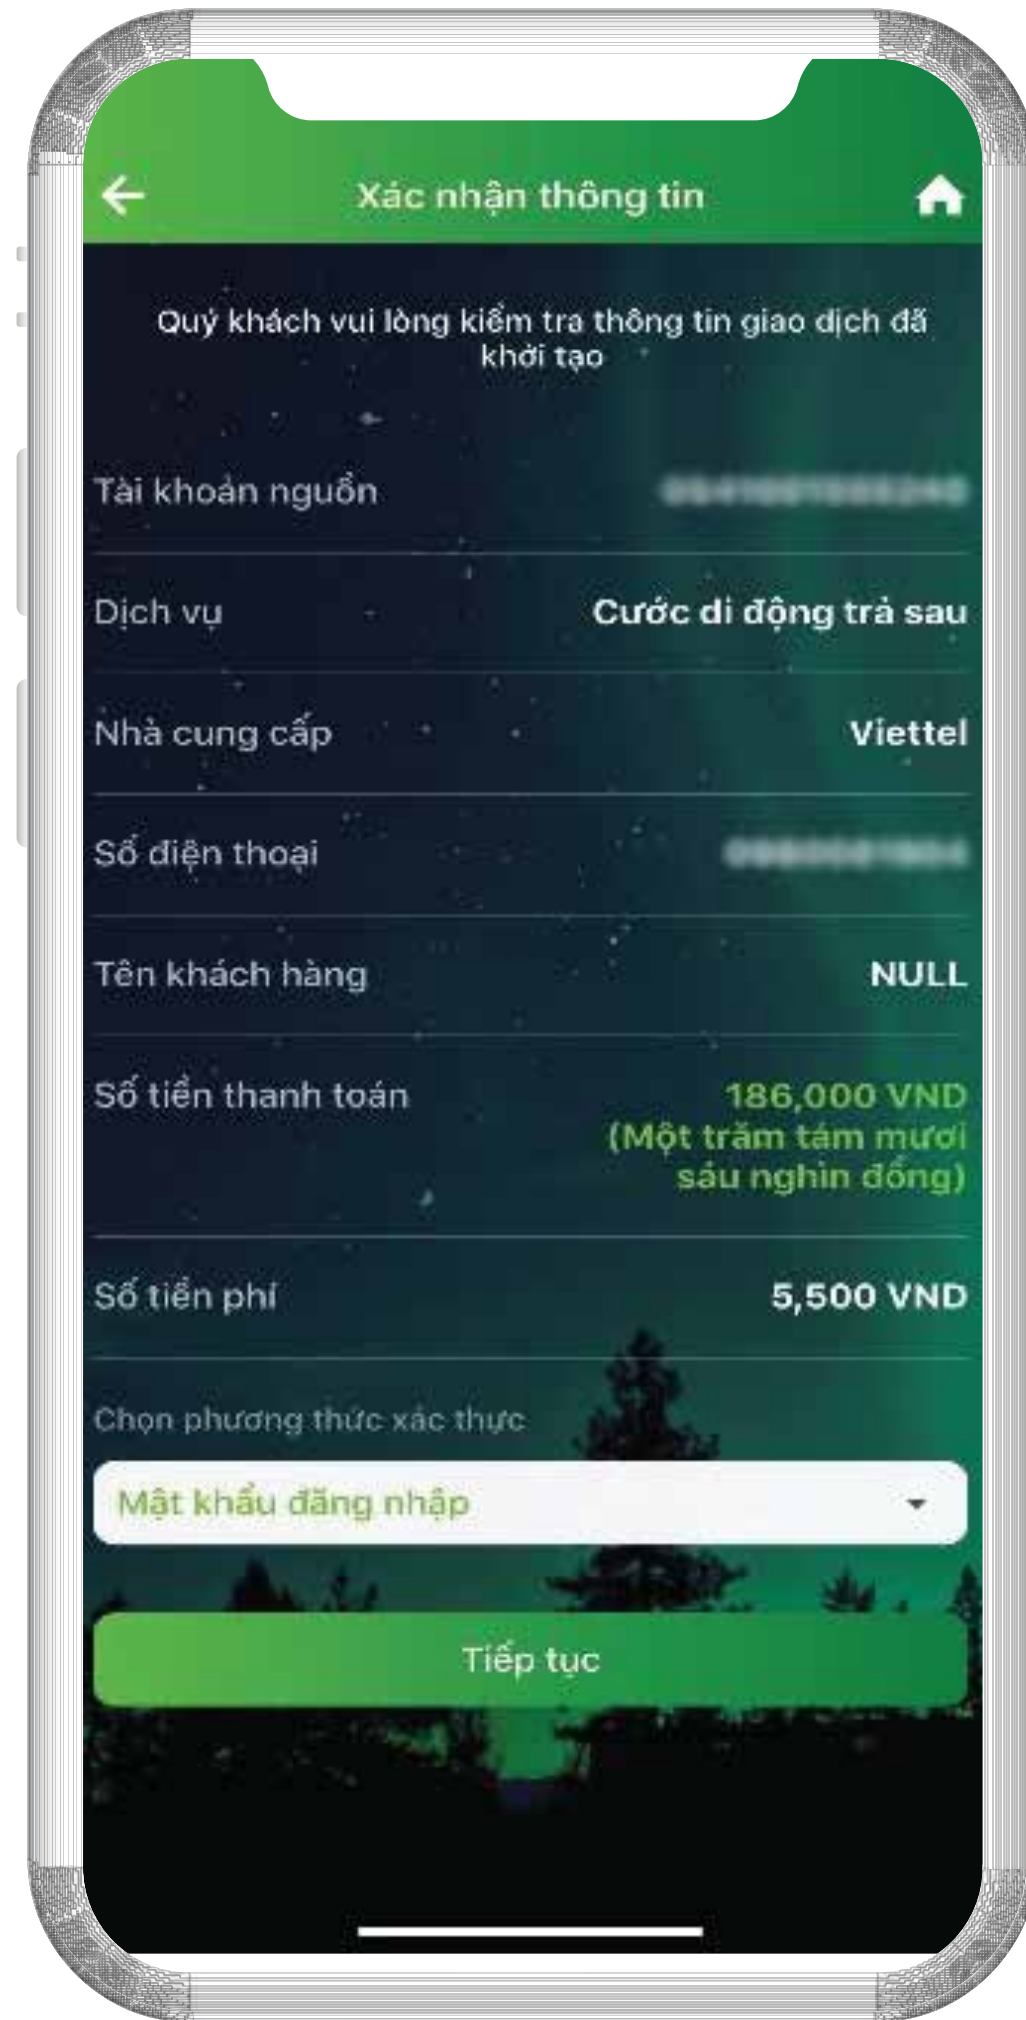 Xác nhận thông tin
Quý khách vui lòng kiểm tra thông tin giao dịch đã
khởi tạo
Tài khoản nguồn
Dịch vụ Cước di động trả sau
Nhà cung cấp Viettel
Số điện thoại
Tên khách hàng NULL
Số tiền thanh toán 186,000 VND
(Một trăm tám mươi
sáu nghìn đồng)
Số tiền phí 5,500 VND
Chọn phương thức xác thực
Mật khẩu đăng nhập
Tiếp tục